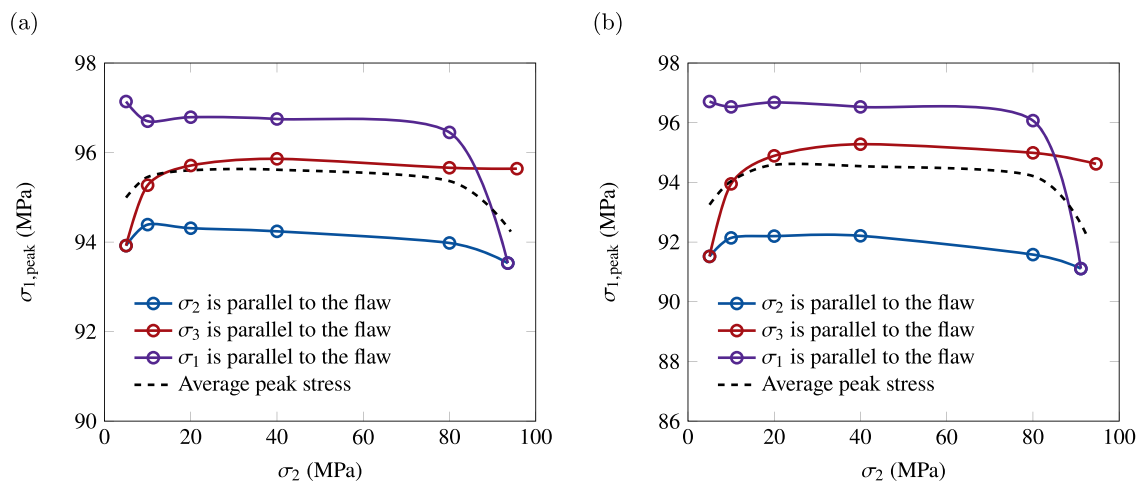 (a)
98
96
94
92
90
σ1,peak (MPa)
σ2 is parallel to the flaw
σ3 is parallel to the flaw
σ1 is parallel to the flaw
Average peak stress
0 20 40 60 80 100
σ2 (MPa)
(b)
98
96
94
92
90
88
86
σ1,peak (MPa)
σ2 is parallel to the flaw
σ3 is parallel to the flaw
σ1 is parallel to the flaw
Average peak stress
0 20 40 60 80 100
σ2 (MPa)